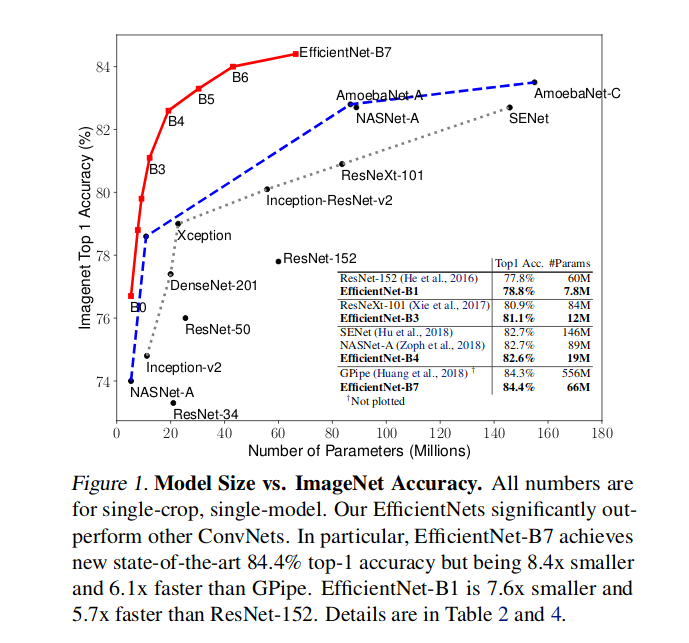 84
82
80
78
76
74
Imagenet Top 1 Accuracy (%)
EfficientNet-B7
B6
B5
B4
B3
B0
AmoebaNet-A
NASNet-A
AmoebaNet-C
SENet
ResNeXt-101
Inception-ResNet-v2
Xception
ResNet-152
DenseNet-201
ResNet-50
Inception-v2
NASNet-A
ResNet-34
Top1 Acc. #Params
ResNet-152 (He et al., 2016) 77.8% 60M
EfficientNet-B1 78.8% 7.8M
ResNeXt-101 (Xie et al., 2017) 80.9% 84M
EfficientNet-B3 81.1% 12M
SENet (Hu et al., 2018) 82.7% 146M
NASNet-A (Zoph et al., 2018) 82.7% 89M
EfficientNet-B4 82.6% 19M
GPipe (Huang et al., 2018) † 84.3% 556M
EfficientNet-B7 84.4% 66M
†Not plotted
0 20 40 60 80 100 120 140 160 180
Number of Parameters (Millions)
Figure 1. Model Size vs. ImageNet Accuracy. All numbers are
for single-crop, single-model. Our EfficientNets significantly out-
perform other ConvNets. In particular, EfficientNet-B7 achieves
new state-of-the-art 84.4% top-1 accuracy but being 8.4x smaller
and 6.1x faster than GPipe. EfficientNet-B1 is 7.6x smaller and
5.7x faster than ResNet-152. Details are in Table 2 and 4.